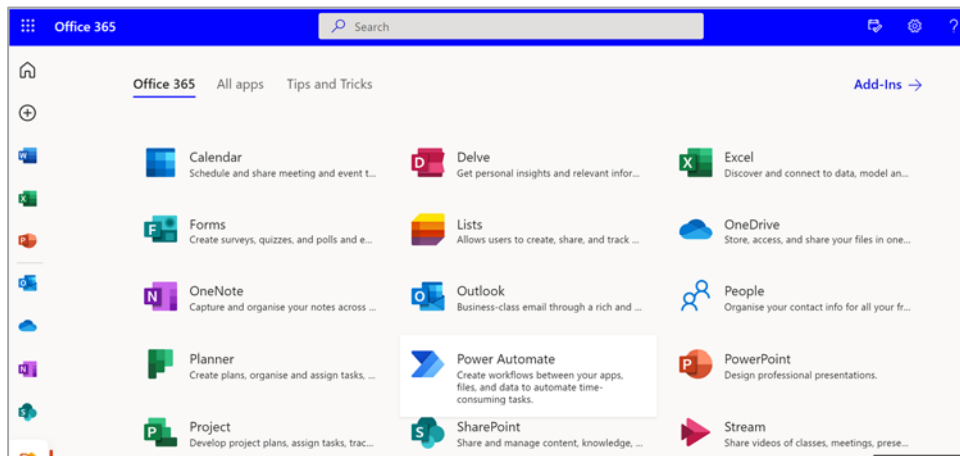 Office 365
Search
?
Office 365 All apps Tips and Tricks
Add-Ins →
Calendar
Schedule and share meeting and event t...
Delve
Get personal insights and relevant infor...
Excel
Discover and connect to data, model an...
Forms
Create surveys, quizzes, and polls and e...
Lists
Allows users to create, share, and track ...
OneDrive
Store, access, and share your files in one...
OneNote
Capture and organise your notes across ...
Outlook
Business-class email through a rich and ...
People
Organise your contact info for all your fr...
Planner
Create plans, organise and assign tasks, ...
Power Automate
Create workflows between your apps,
files, and data to automate time-
consuming tasks.
PowerPoint
Design professional presentations.
Project
Develop project plans, assign tasks, trac...
SharePoint
Share and manage content, knowledge, ...
Stream
Share videos of classes, meetings, prese...